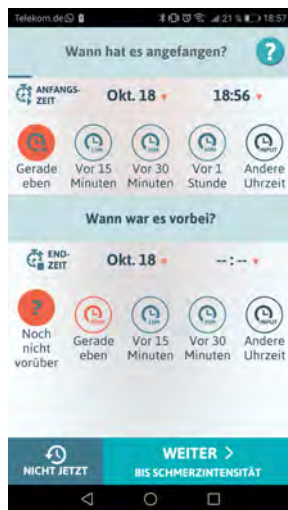 Telekom.de 21 % 18:57
Wann hat es angefangen?
?
ANFANGS-
ZEIT
Okt. 18
18:56
Gerade
eben
Vor 15
Minuten
Vor 30
Minuten
Vor 1
Stunde
INPUT
Andere
Uhrzeit
Wann war es vorbei?
END-
ZEIT
Okt. 18
--:--
?
Noch
nicht
vorüber
Gerade
eben
Vor 15
Minuten
Vor 30
Minuten
INPUT
Andere
Uhrzeit
NICHT JETZT
WEITER >
BIS SCHMERZINTENSITÄT